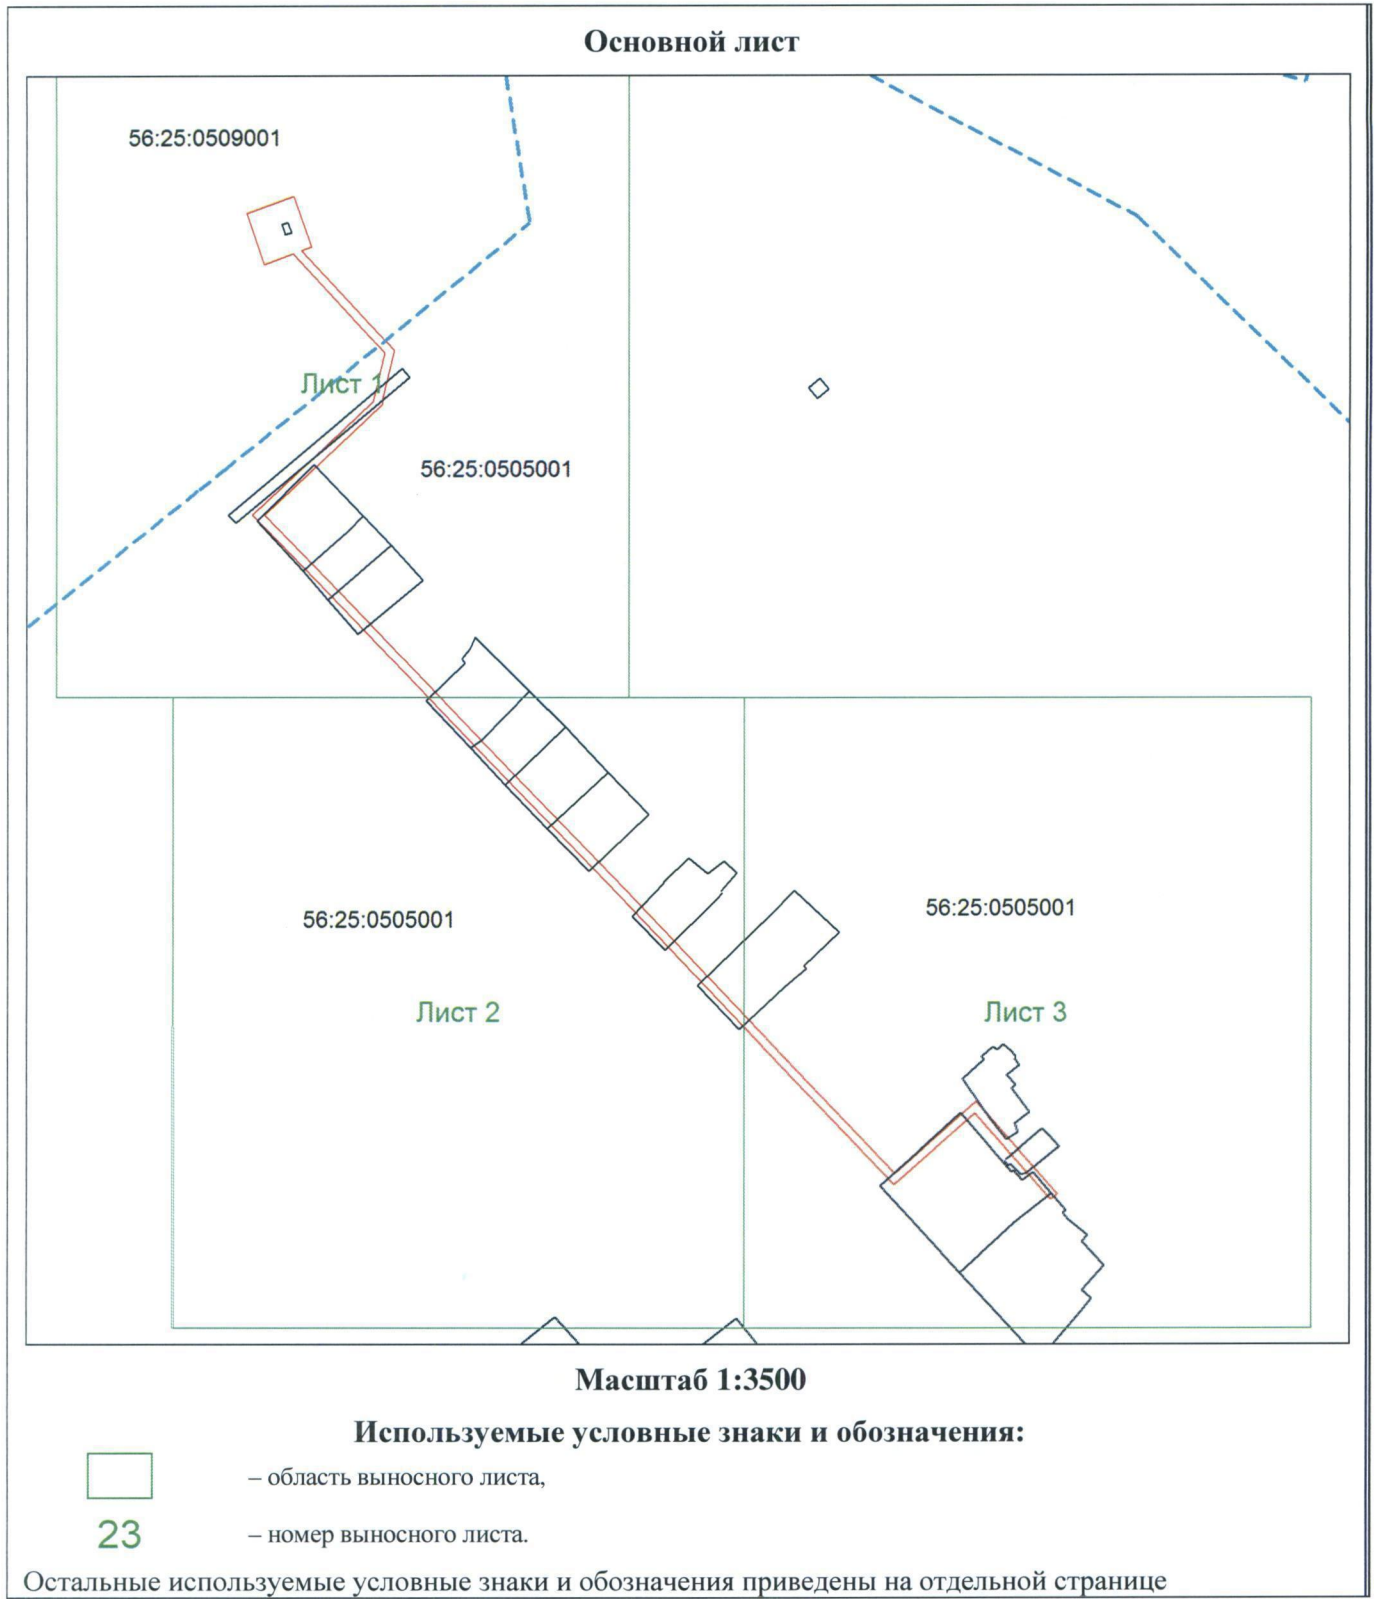 Основной лист
56:25:0509001
Лист 1
56:25:0505001
56:25:0505001
56:25:0505001
Лист 2
Лист 3
Масштаб 1:3500
Используемые условные знаки и обозначения:
– область выносного листа,
23 – номер выносного листа.
Остальные используемые условные знаки и обозначения приведены на отдельной странице